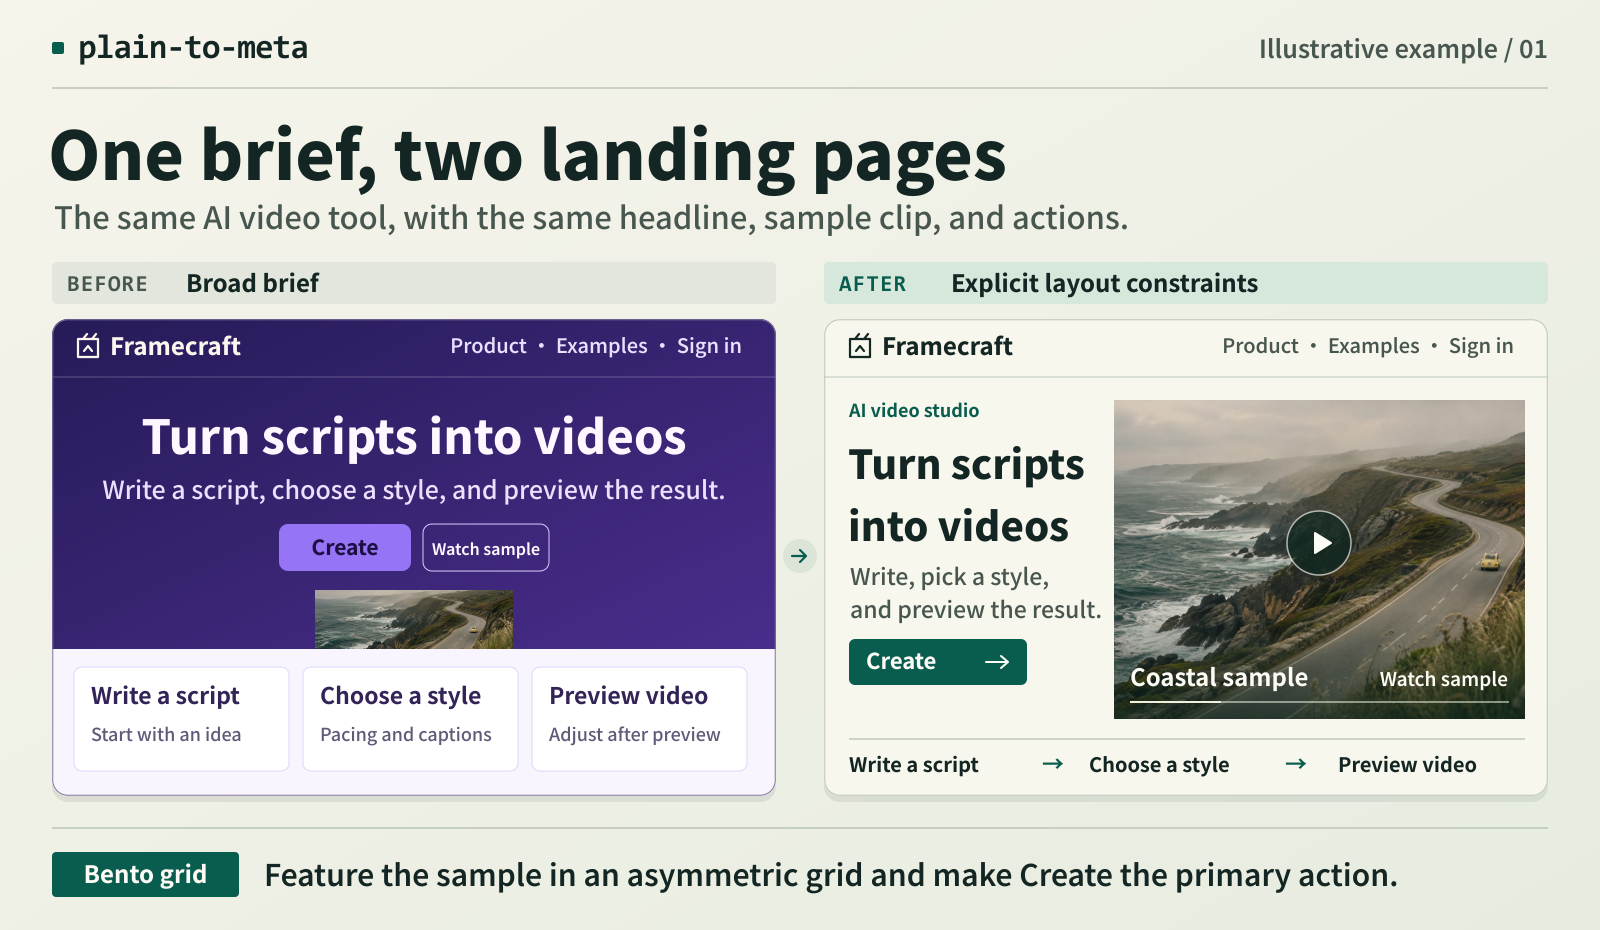 plain-to-meta
Illustrative example / 01
One brief, two landing pages
The same AI video tool, with the same headline, sample clip, and actions.
BEFORE Broad brief
Framecraft
Product • Examples • Sign in
Turn scripts into videos
Write a script, choose a style, and preview the result.
Create
Watch sample
Write a script
Start with an idea
Choose a style
Pacing and captions
Preview video
Adjust after preview
AFTER Explicit layout constraints
Framecraft
Product • Examples • Sign in
AI video studio
Turn scripts
into videos
Write, pick a style,
and preview the result.
Create →
Coastal sample
Watch sample
Write a script → Choose a style → Preview video
Bento grid
Feature the sample in an asymmetric grid and make Create the primary action.